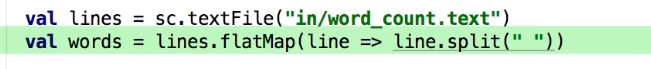 val lines = sc.textFile("in/word_count.text")
val words = lines.flatMap(line => line.split(" "))